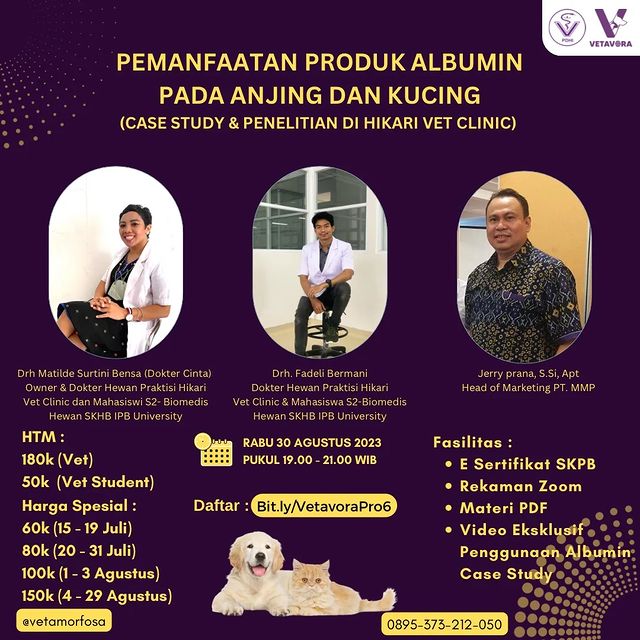 PDHI
VETAVORA
PEMANFAATAN PRODUK ALBUMIN
PADA ANJING DAN KUCING
(CASE STUDY & PENELITIAN DI HIKARI VET CLINIC)
Drh Matilde Surtini Bensa (Dokter Cinta)
Owner & Dokter Hewan Praktisi Hikari
Vet Clinic dan Mahasiswi S2- Biomedis
Hewan SKHB IPB University
Drh. Fadeli Bermani
Dokter Hewan Praktisi Hikari
Vet Clinic & Mahasiswa S2-Biomedis
Hewan SKHB IPB University
Jerry prana, S.Si, Apt
Head of Marketing PT. MMP
HTM :
180k (Vet)
50k (Vet Student)
Harga Spesial :
60k (15 - 19 Juli)
80k (20 - 31 Juli)
100k (1 - 3 Agustus)
150k (4 - 29 Agustus)
@vetamorfosa
RABU 30 AGUSTUS 2023
PUKUL 19.00 - 21.00 WIB
Daftar : Bit.ly/VetavoraPro6
Fasilitas :
• E Sertifikat SKPB
• Rekaman Zoom
• Materi PDF
• Video Eksklusif
Penggunaan Albumin
Case Study
0895-373-212-050